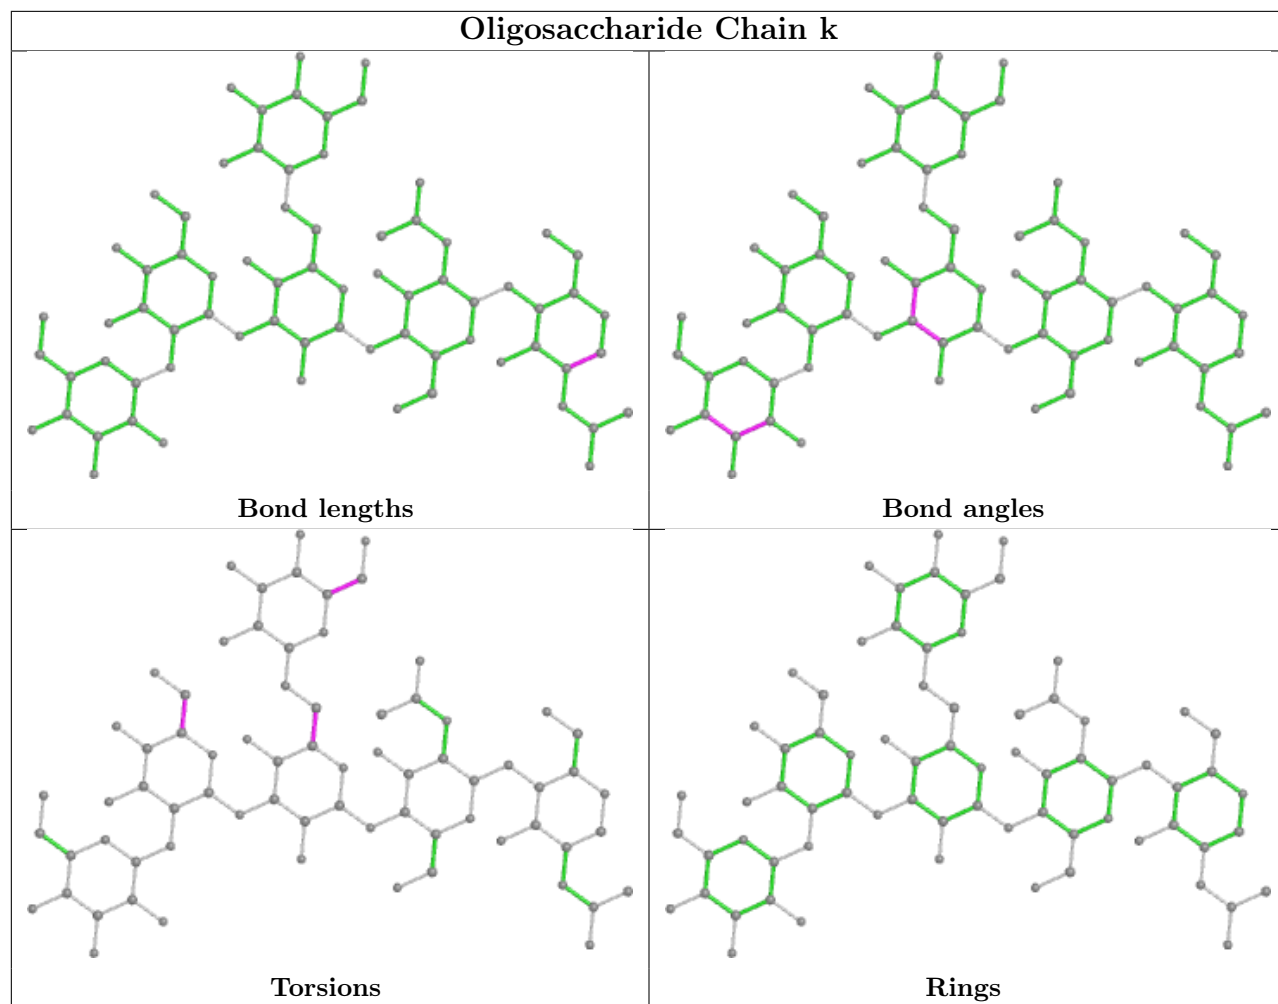 Oligosaccharide Chain k
Bond lengths
Bond angles
Torsions
Rings